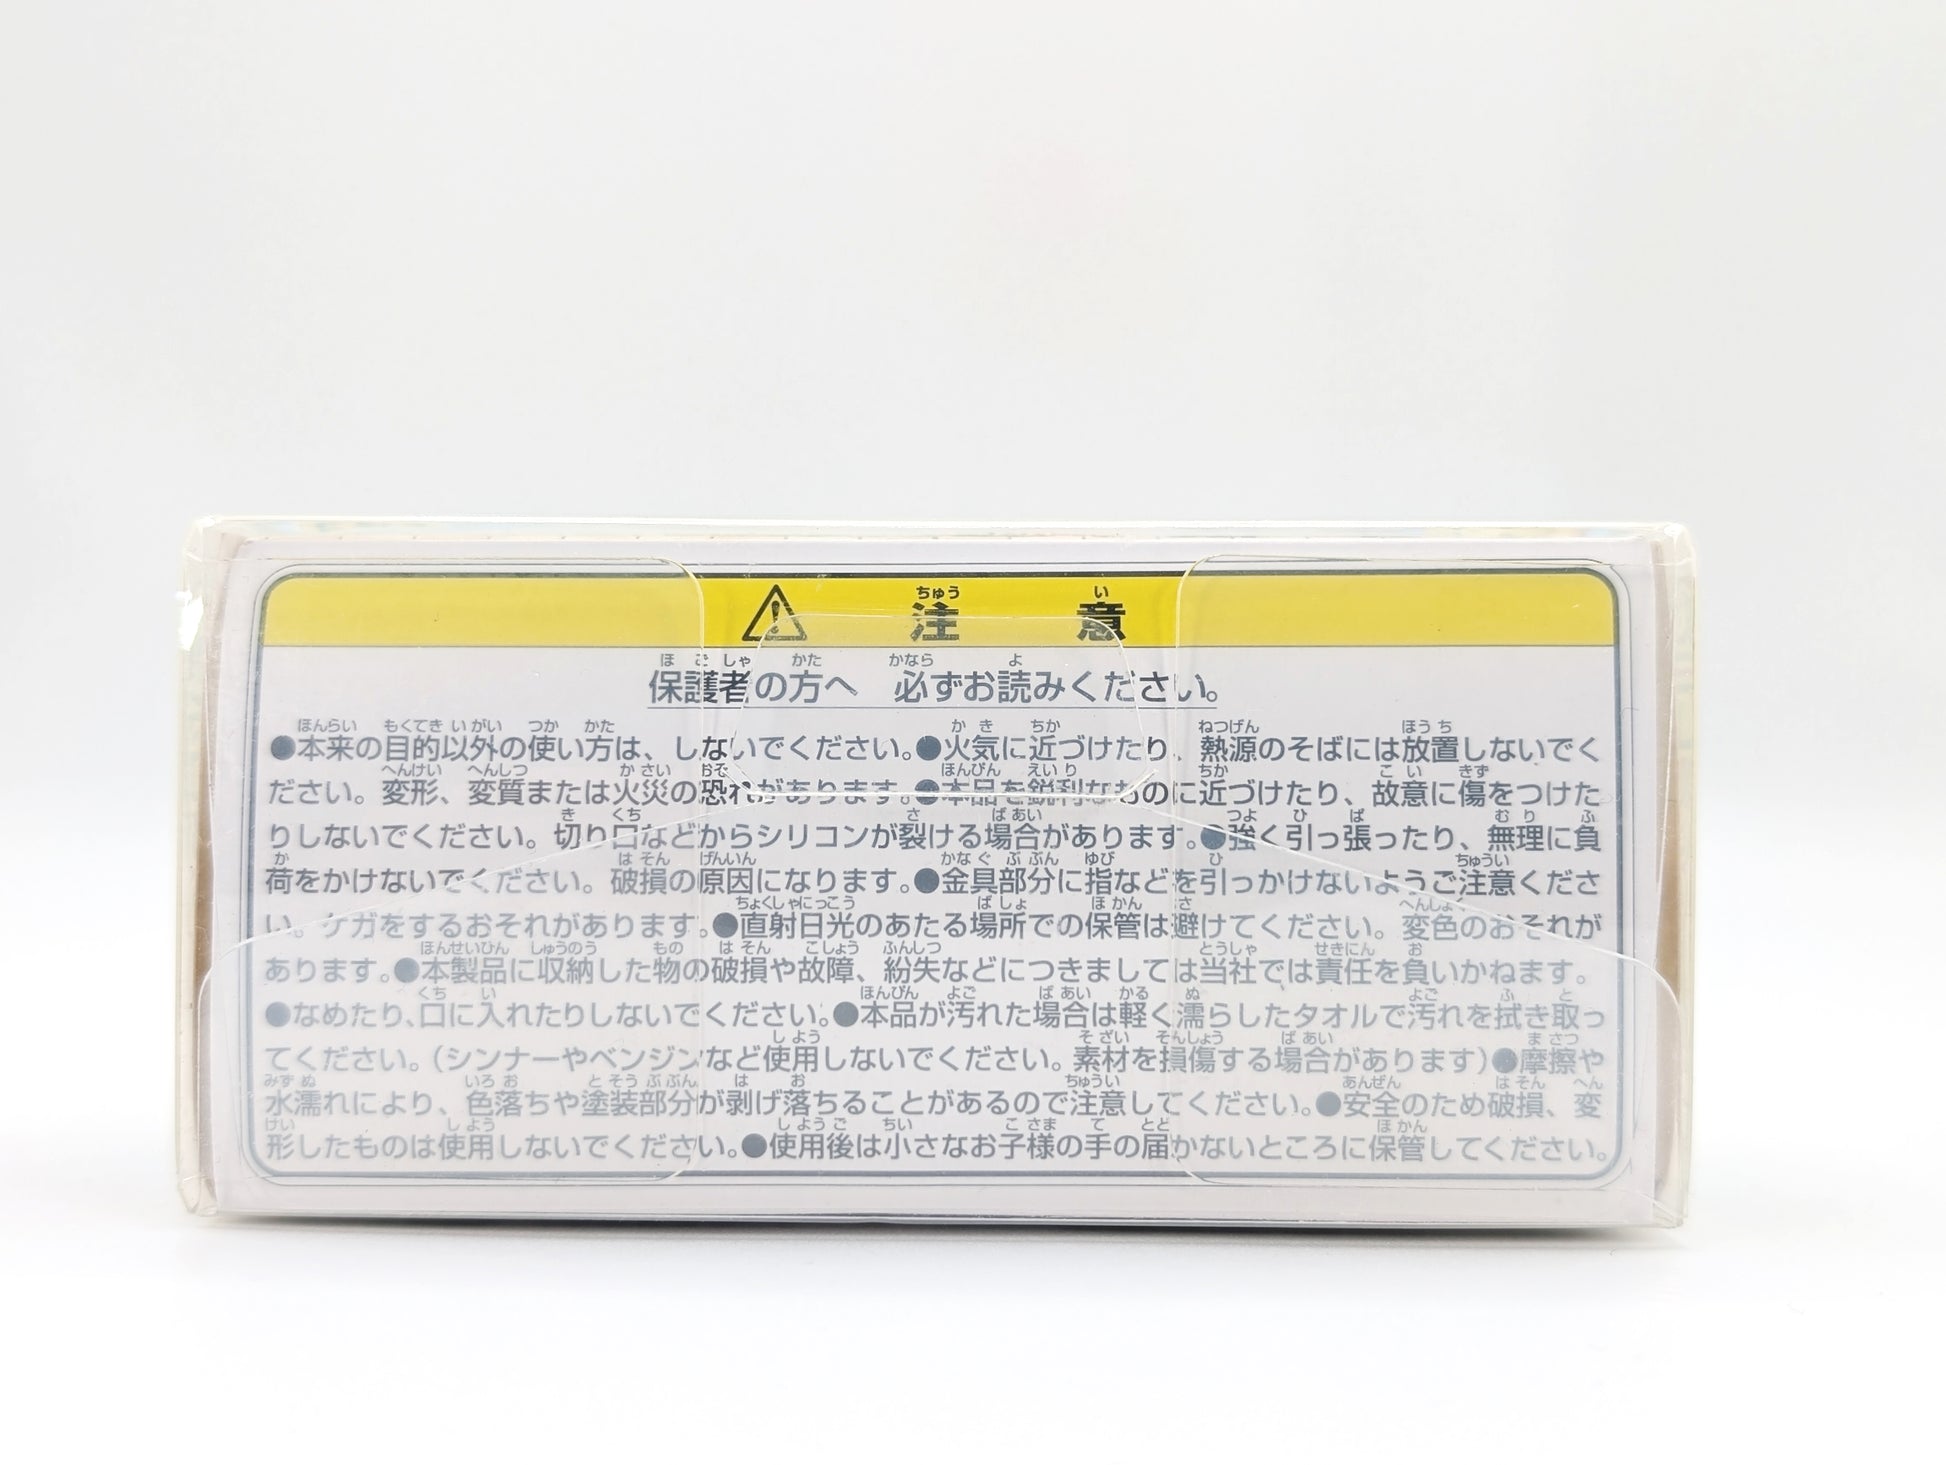 ⚠ 注意
保護者の方へ 必ずお読みください。
●本来の目的以外の使い方は、しないでください。●火気に近づけたり、熱源のそばには放置しないでく
ださい。変形、変質または火災の恐れがあります。●本品を鋭利なものに近づけたり、故意に傷をつけた
りしないでください。切り口などからシリコンが裂ける場合があります。●強く引っ張ったり、無理に負
荷をかけないでください。破損の原因になります。●金具部分に指などを引っかけないようご注意くださ
い。ケガをするおそれがあります。●直射日光のあたる場所での保管は避けてください。変色のおそれが
あります。●本製品に収納した物の破損や故障、紛失などにつきましては当社では責任を負いかねます。
●なめたり、口に入れたりしないでください。●本品が汚れた場合は軽く濡らしたタオルで汚れを拭き取っ
てください。（シンナーやベンジンなど使用しないでください。素材を損傷する場合があります）●摩擦や
水濡れにより、色落ちや塗装部分が剥げ落ちることがあるので注意してください。●安全のため破損、変
形したものは使用しないでください。●使用後は小さなお子様の手の届かないところに保管してください。